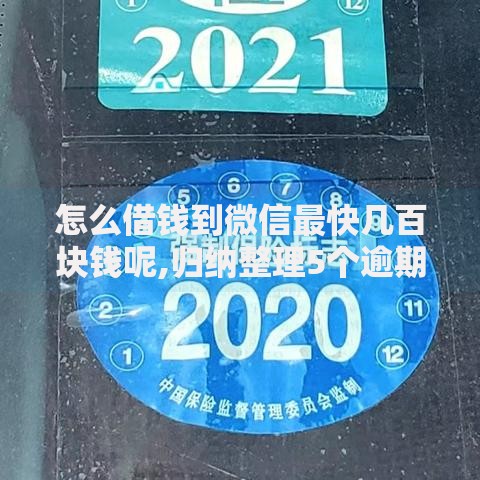 ① ⑫
2021
⑤ ⑥ ⑦ ⑧
怎么借钱到微信最快几百
强制保险标志
块钱呢,归纳整理5个逾期
② ⑪
2020
① ⑫
中国保险监督管理委员会监制